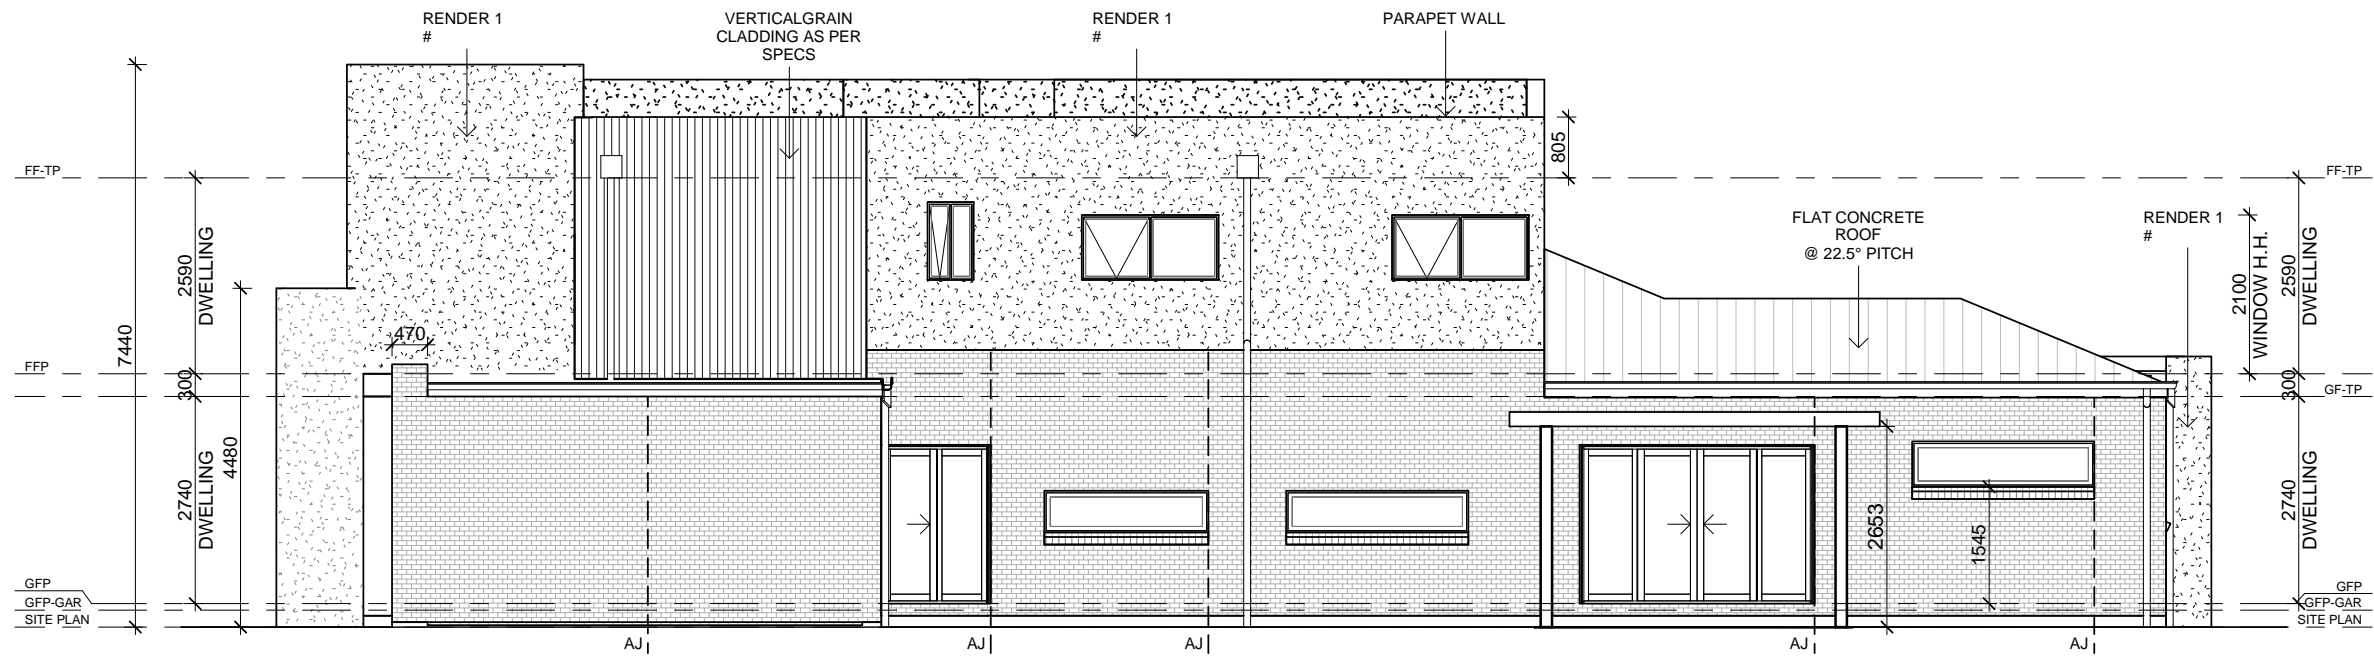 RENDER 1
#
VERTICALGRAIN
CLADDING AS PER
SPECS
RENDER 1
#
PARAPET WALL
805
FF-TP
FF-TP
FLAT CONCRETE
ROOF
@ 22.5° PITCH
RENDER 1
#
2590
DWELLING
7440
470
2100
WINDOW H.H.
2590
DWELLING
FFP
300
300
GF-TP
4480
2740
DWELLING
2653
1545
2740
DWELLING
GFP
GFP-GAR
SITE PLAN
GFP
GFP-GAR
SITE PLAN
AJ
AJ
AJ
AJ
AJ